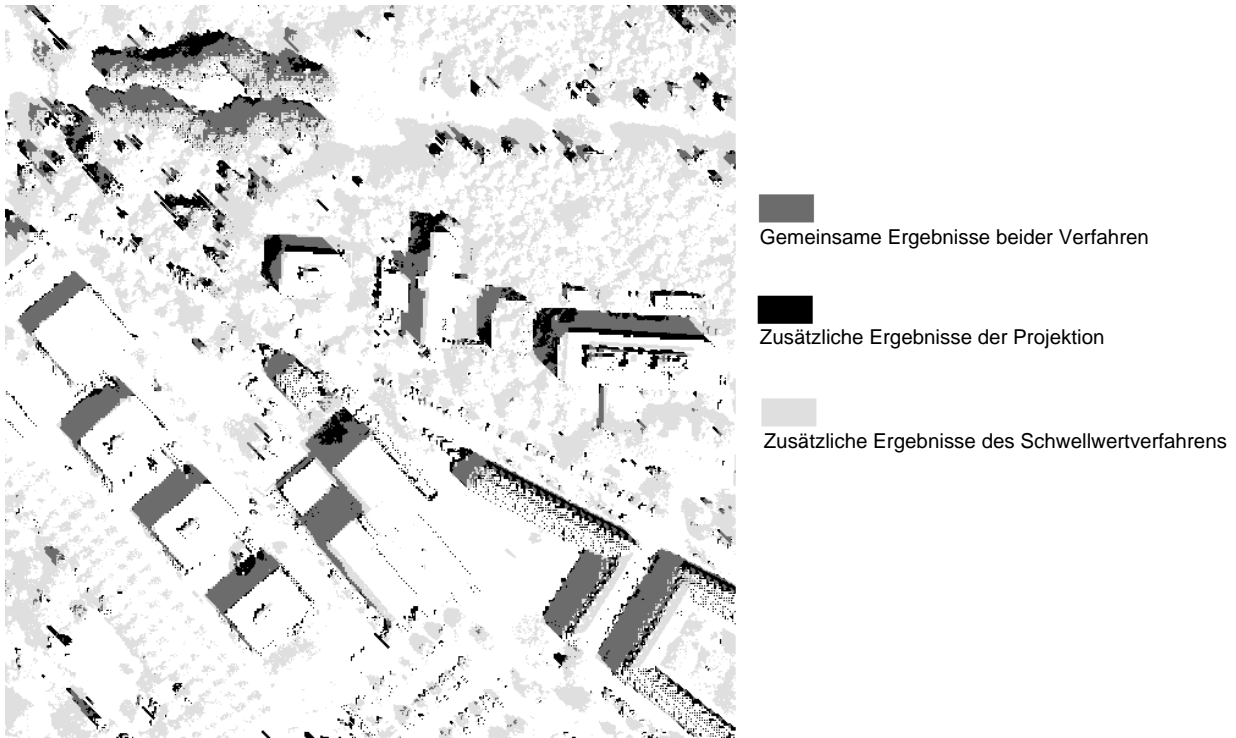 Gemeinsame Ergebnisse beider Verfahren
Zusätzliche Ergebnisse der Projektion
Zusätzliche Ergebnisse des Schwellwertverfahrens